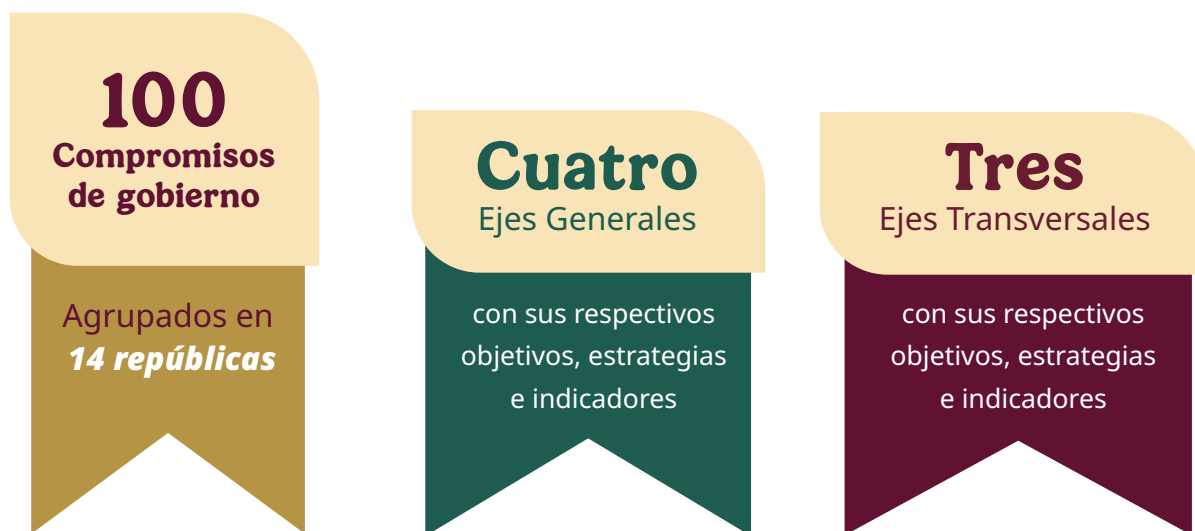 100
Compromisos
de gobierno
Agrupados en
14 repúblicas
Cuatro
Ejes Generales
con sus respectivos
objetivos, estrategias
e indicadores
Tres
Ejes Transversales
con sus respectivos
objetivos, estrategias
e indicadores